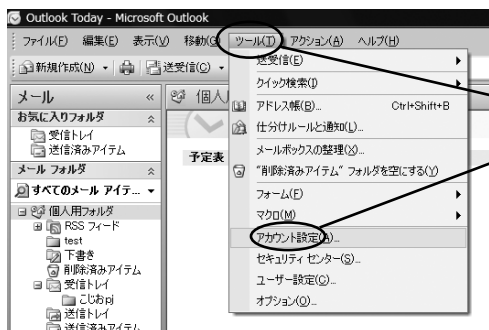 Outlook Today - Microsoft Outlook
ファイル(F) 編集(E) 表示(V) 移動(G) ツール(T) アクション(A) ヘルプ(H)
新規作成(N) 送受信(C)
メール «
お気に入りフォルダ
受信トレイ
送信済みアイテム
メール フォルダ
すべてのメール アイテ...
個人用フォルダ
RSS フィード
test
下書き
削除済みアイテム
受信トレイ
こじおpj
送信トレイ
送信済みアイテム
個人
予定表
送受信(E)
クイック検索(I)
アドレス帳(B)... Ctrl+Shift+B
仕分けルールと通知(L)...
メールボックスの整理(X)...
"削除済みアイテム" フォルダを空にする(Y)
フォーム(F)
マクロ(M)
アカウント設定(A)...
セキュリティ センター(S)...
ユーザー設定(C)...
オプション(O)...